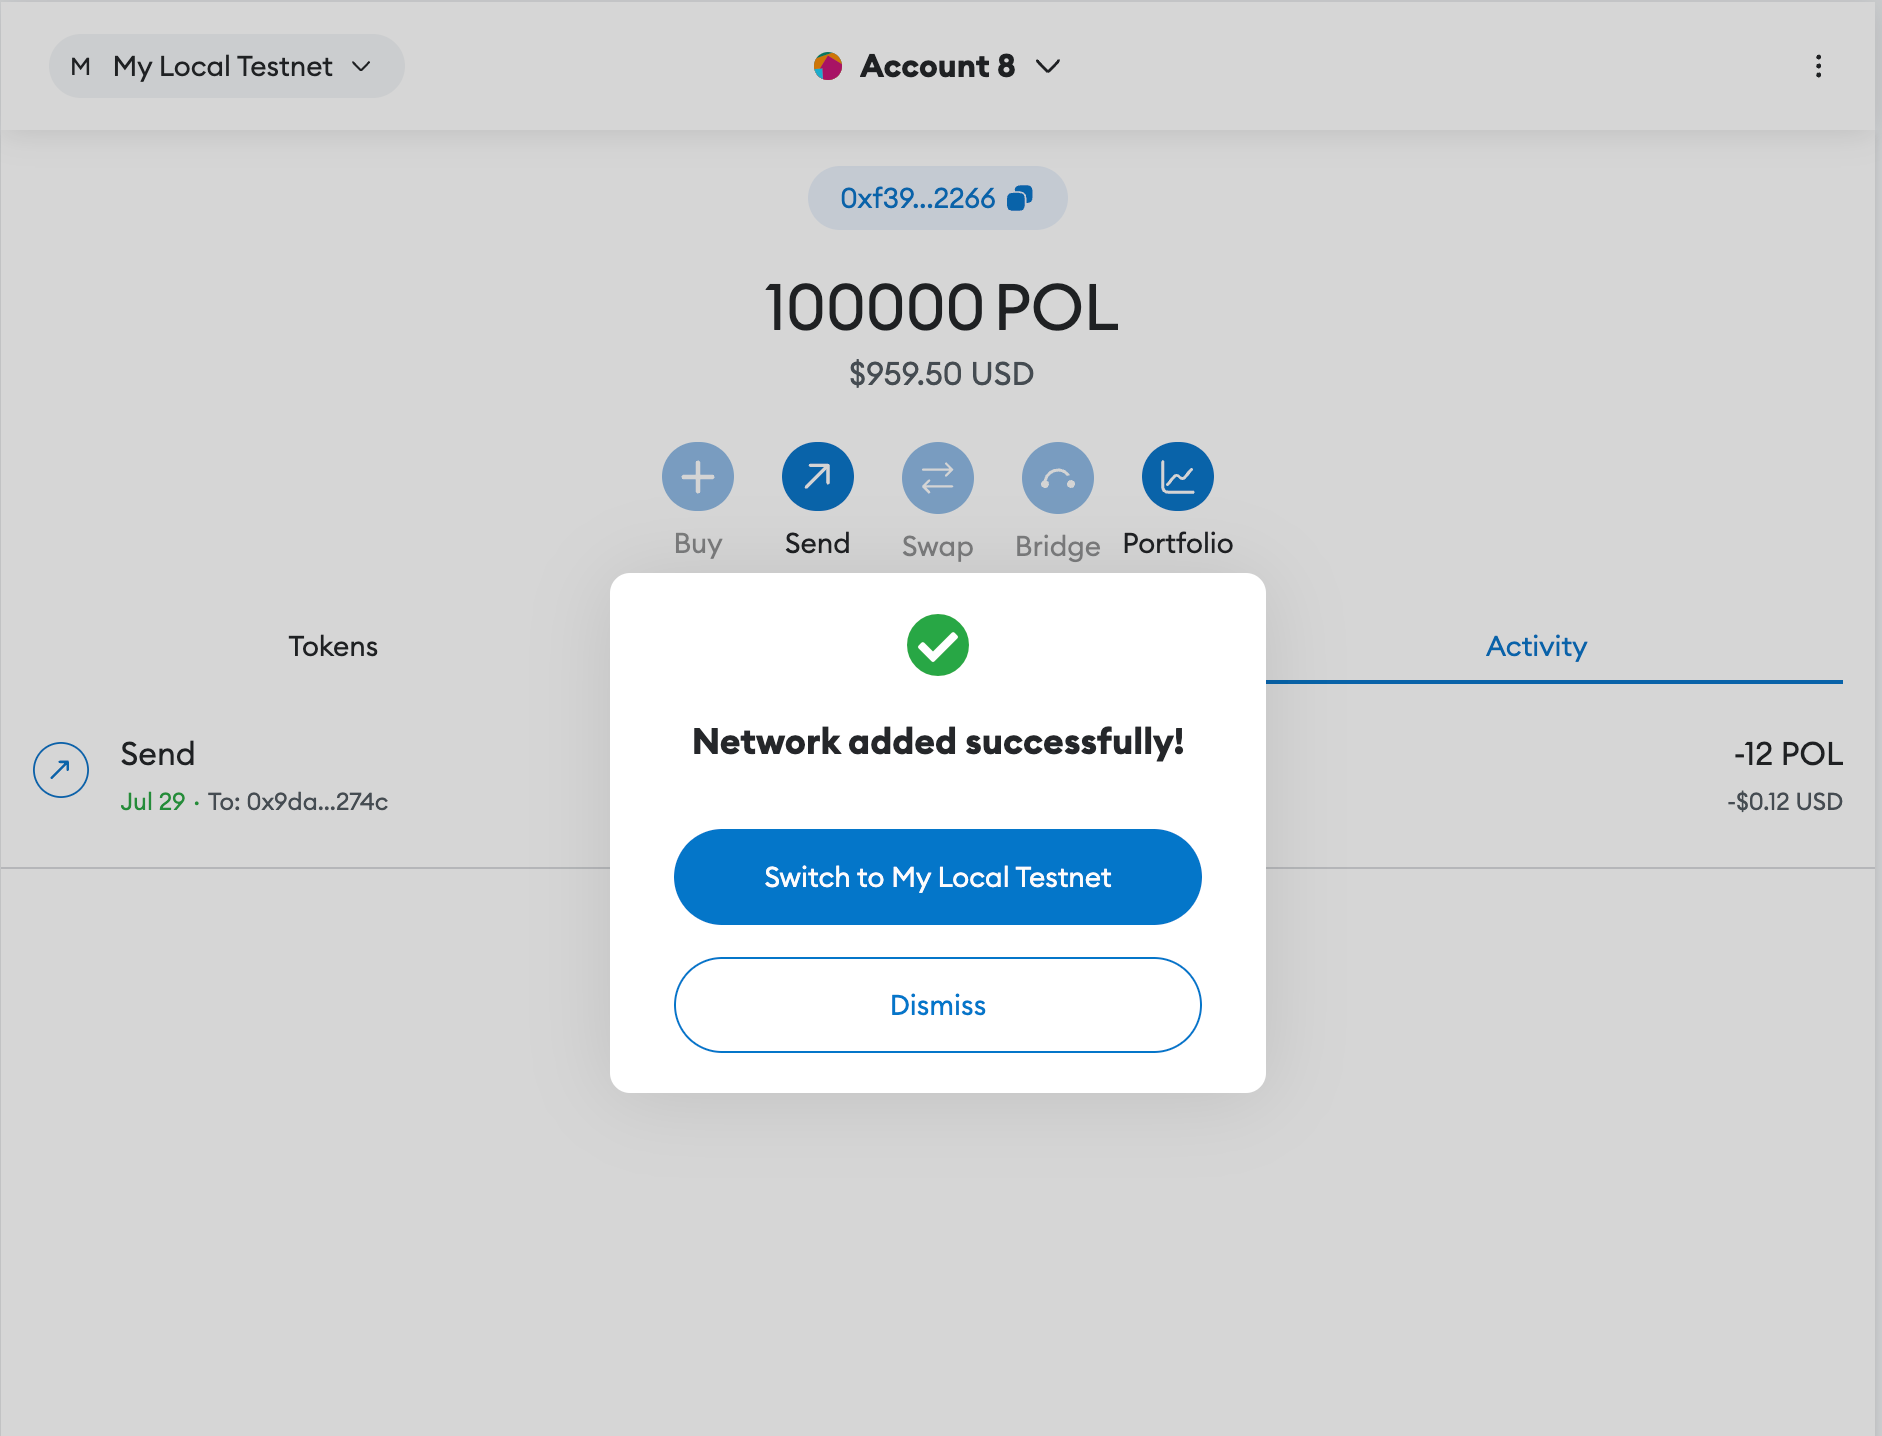 M My Local Testnet
Account 8
0xf39...2266
100000 POL
$959.50 USD
Buy
Send
Swap
Bridge
Portfolio
Tokens
Activity
Send
-12 POL
Jul 29 · To: 0x9da...274c
-$0.12 USD
Network added successfully!
Switch to My Local Testnet
Dismiss